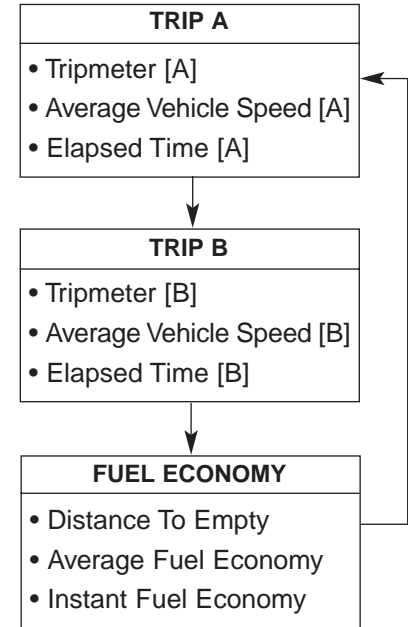 TRIP A
• Tripmeter [A]
• Average Vehicle Speed [A]
• Elapsed Time [A]
TRIP B
• Tripmeter [B]
• Average Vehicle Speed [B]
• Elapsed Time [B]
FUEL ECONOMY
• Distance To Empty
• Average Fuel Economy
• Instant Fuel Economy